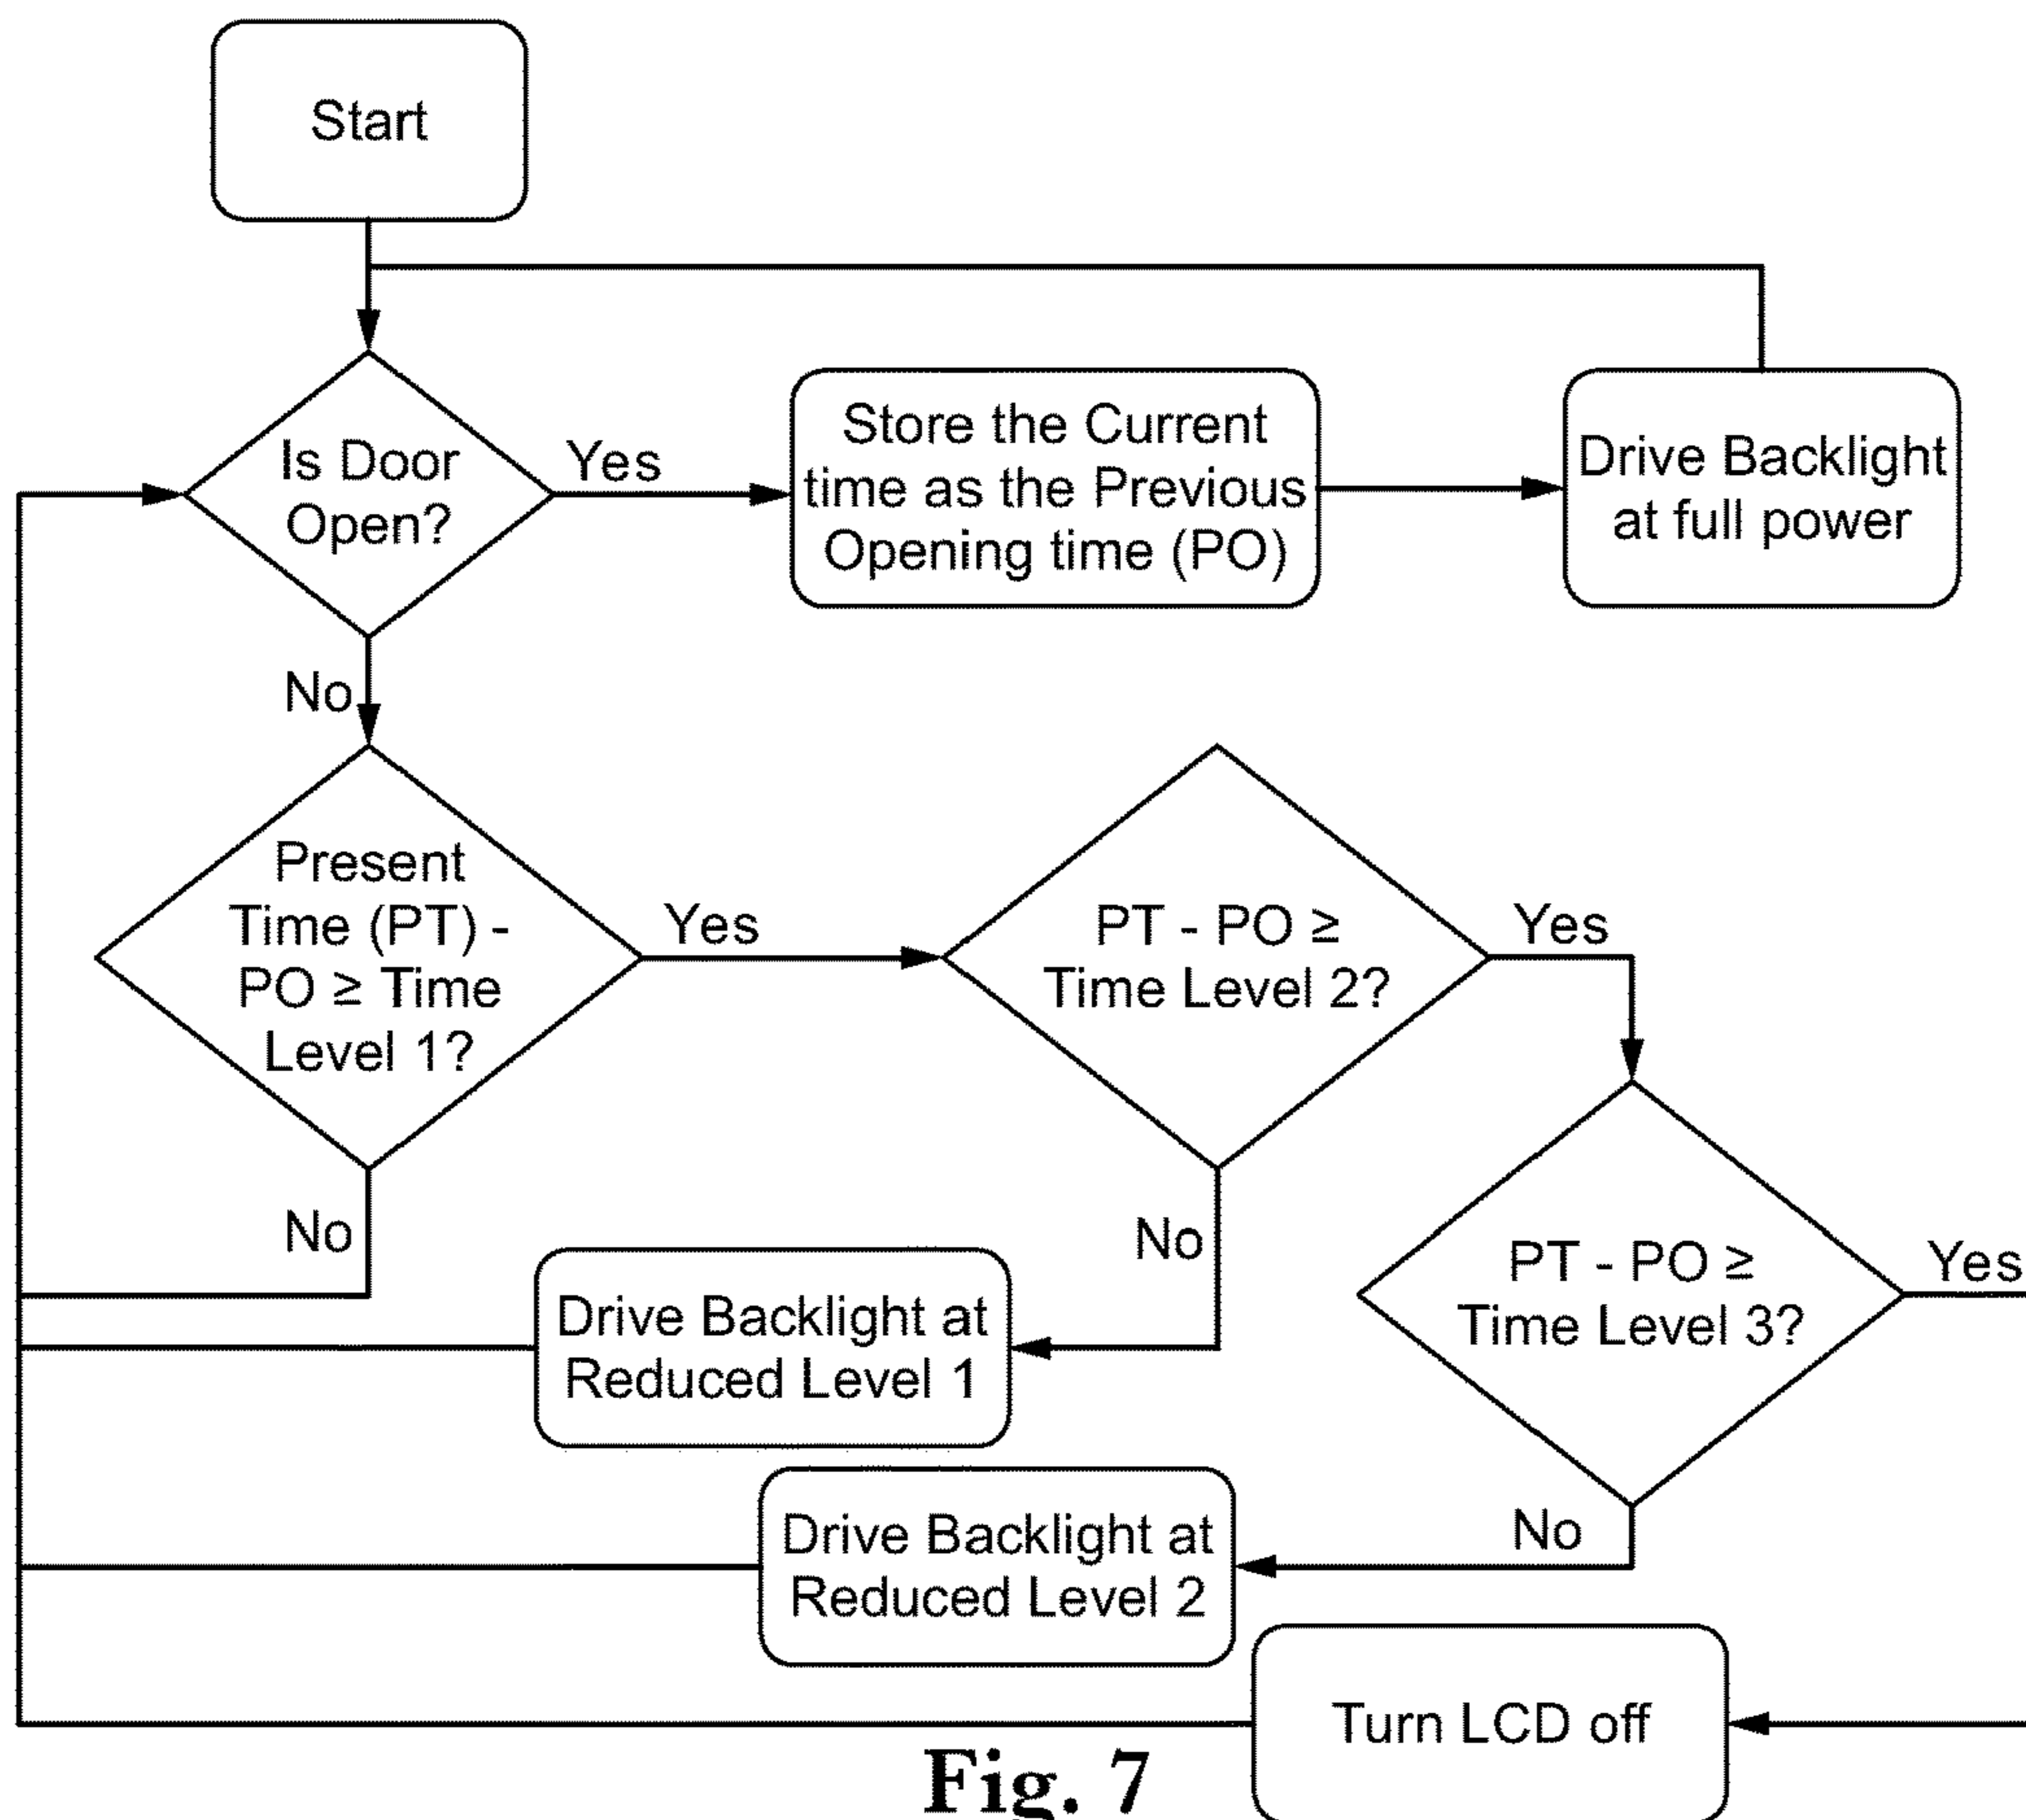 Start
Is Door
Open?
Yes
Store the Current
time as the Previous
Opening time (PO)
Drive Backlight
at full power
No
Present
Time (PT) -
PO ≥ Time
Level 1?
Yes
PT - PO ≥
Time Level 2?
Yes
No
No
PT - PO ≥
Time Level 3?
Yes
Drive Backlight at
Reduced Level 1
No
Drive Backlight at
Reduced Level 2
Turn LCD off
Fig. 7